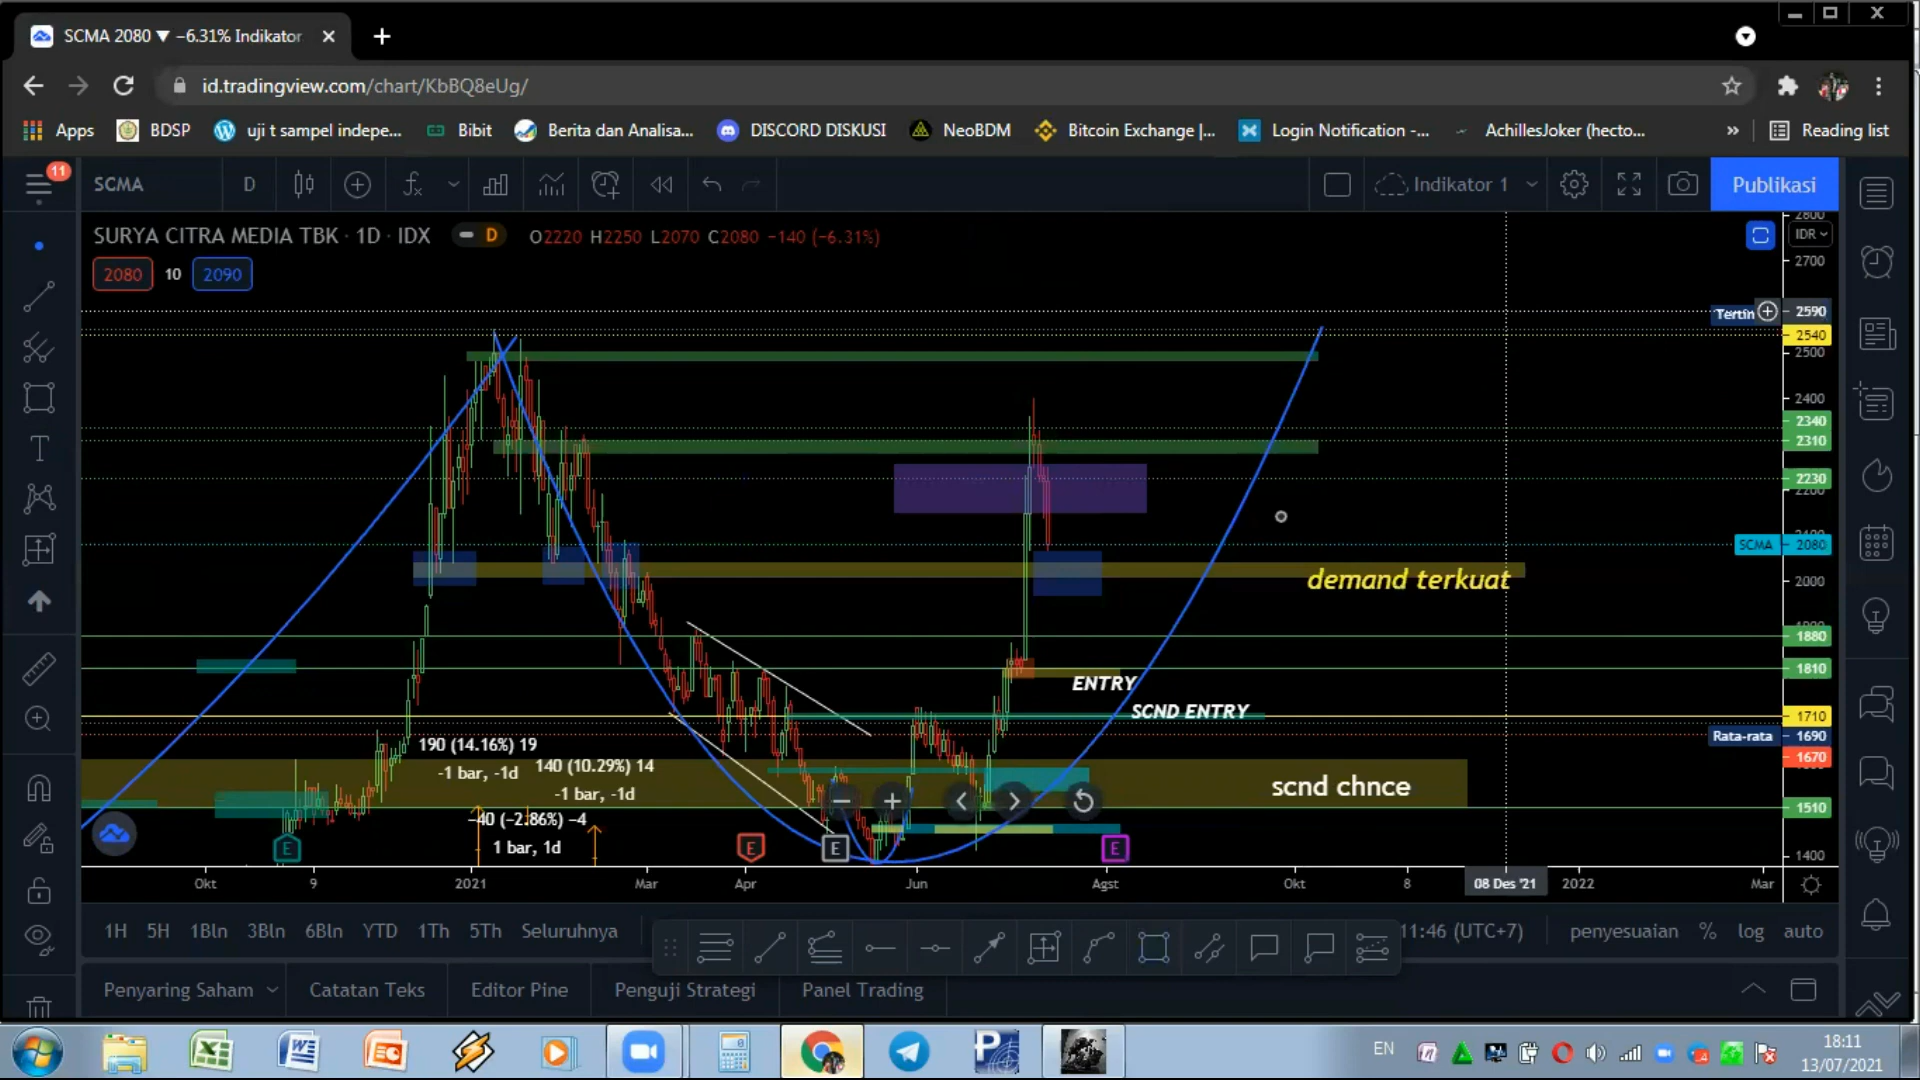 SCMA 2080 ▼ −6.31% Indikator
id.tradingview.com/chart/KbBQ8eUg/
Apps BDSP uji t sampel indepe... Bibit Berita dan Analisa... DISCORD DISKUSI NeoBDM Bitcoin Exchange |... Login Notification -... AchillesJoker (hecto... » Reading list
11 SCMA D Indikator 1 Publikasi
SURYA CITRA MEDIA TBK · 1D · IDX D O2220 H2250 L2070 C2080 −140 (−6.31%)
IDR
2080 10 2090
2700
Tertin 2590
2540
2500
2400
2340
2310
2230
2200
SCMA 2080
demand terkuat
2000
1880
1810
ENTRY
SCND ENTRY
1710
Rata-rata 1690
1670
190 (14.16%) 19
−1 bar, −1d
140 (10.29%) 14
−1 bar, −1d
scnd chnce
1510
−40 (−2.86%) −4
1 bar, 1d
E E E E
1400
Okt 9 2021 Mar Apr Jun Agst Okt 8 08 Des '21 2022 Mar
1H 5H 1Bln 3Bln 6Bln YTD 1Th 5Th Seluruhnya 11:46 (UTC+7) penyesuaian % log auto
Penyaring Saham Catatan Teks Editor Pine Penguji Strategi Panel Trading
EN 18:11
13/07/2021